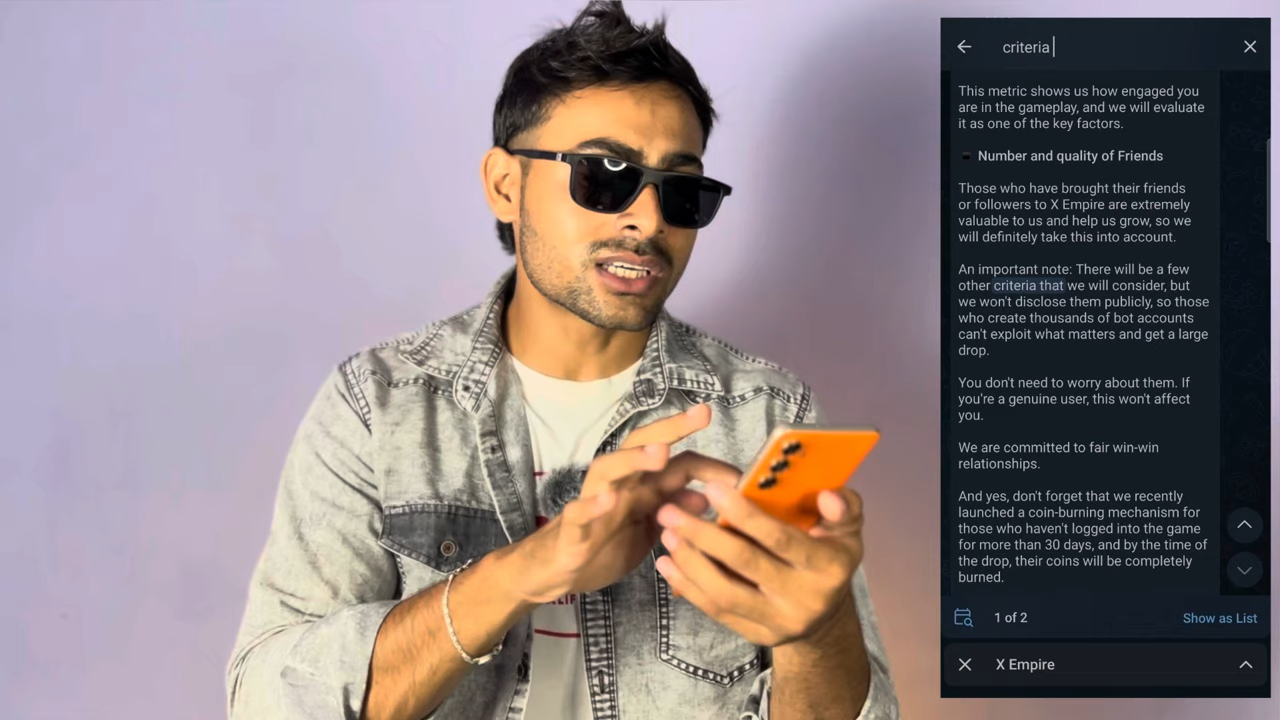 criteria
This metric shows us how engaged you
are in the gameplay, and we will evaluate
it as one of the key factors.
Number and quality of Friends
Those who have brought their friends
or followers to X Empire are extremely
valuable to us and help us grow, so we
will definitely take this into account.
An important note: There will be a few
other criteria that we will consider, but
we won't disclose them publicly, so those
who create thousands of bot accounts
can't exploit what matters and get a large
drop.
You don't need to worry about them. If
you're a genuine user, this won't affect
you.
We are committed to fair win-win
relationships.
And yes, don't forget that we recently
launched a coin-burning mechanism for
those who haven't logged into the game
for more than 30 days, and by the time of
the drop, their coins will be completely
burned.
1 of 2
Show as List
X Empire